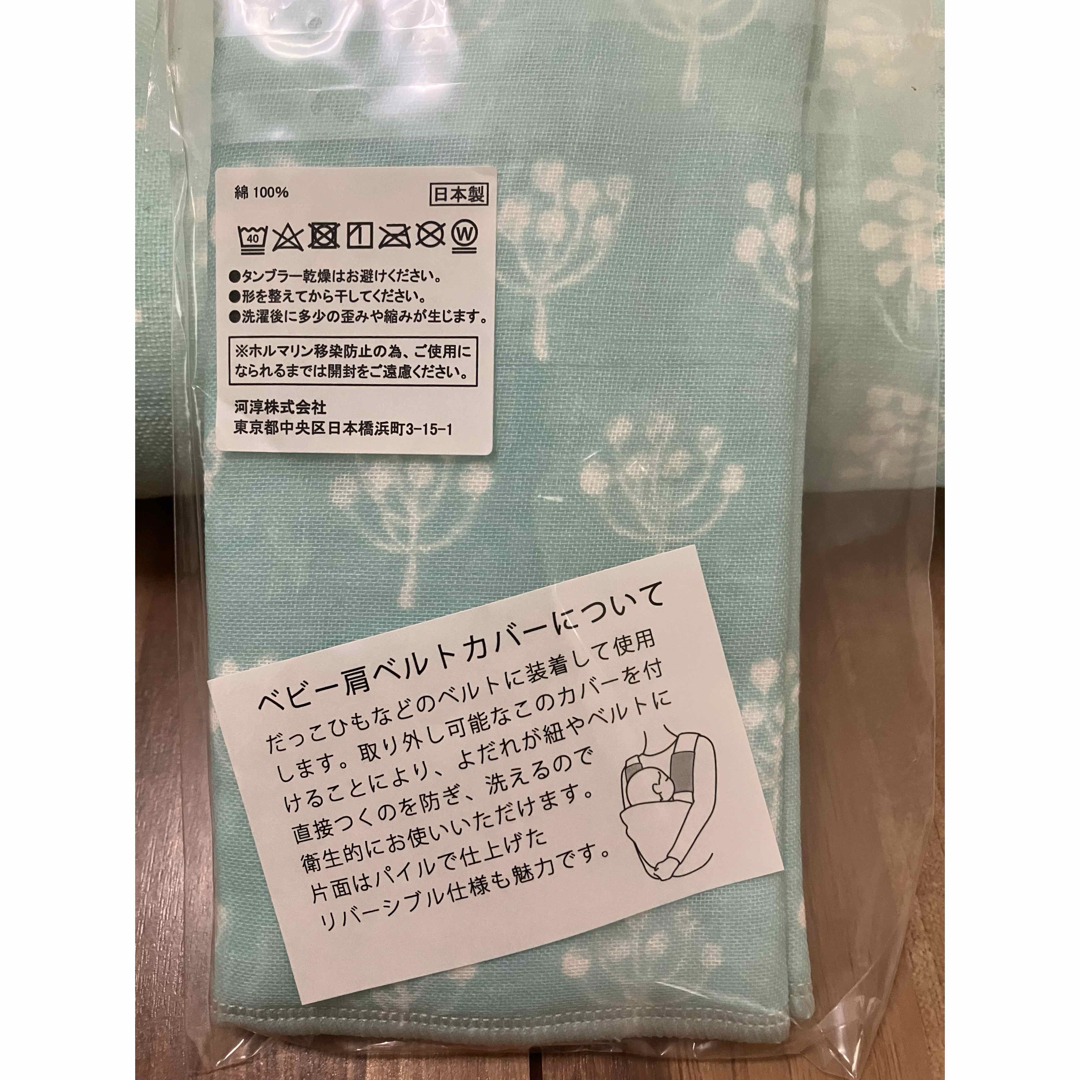 綿 100%
日本製
40
W
●タンブラー乾燥はお避けください。
●形を整えてから干してください。
●洗濯後に多少の歪みや縮みが生じます。
※ホルマリン移染防止の為、ご使用に
なられるまでは開封をご遠慮ください。
河淳株式会社
東京都中央区日本橋浜町3-15-1
ベビー肩ベルトカバーについて
だっこひもなどのベルトに装着して使用
します。取り外し可能なこのカバーを付
けることにより、よだれが紐やベルトに
直接つくのを防ぎ、洗えるので
衛生的にお使いいただけます。
片面はパイルで仕上げた
リバーシブル仕様も魅力です。